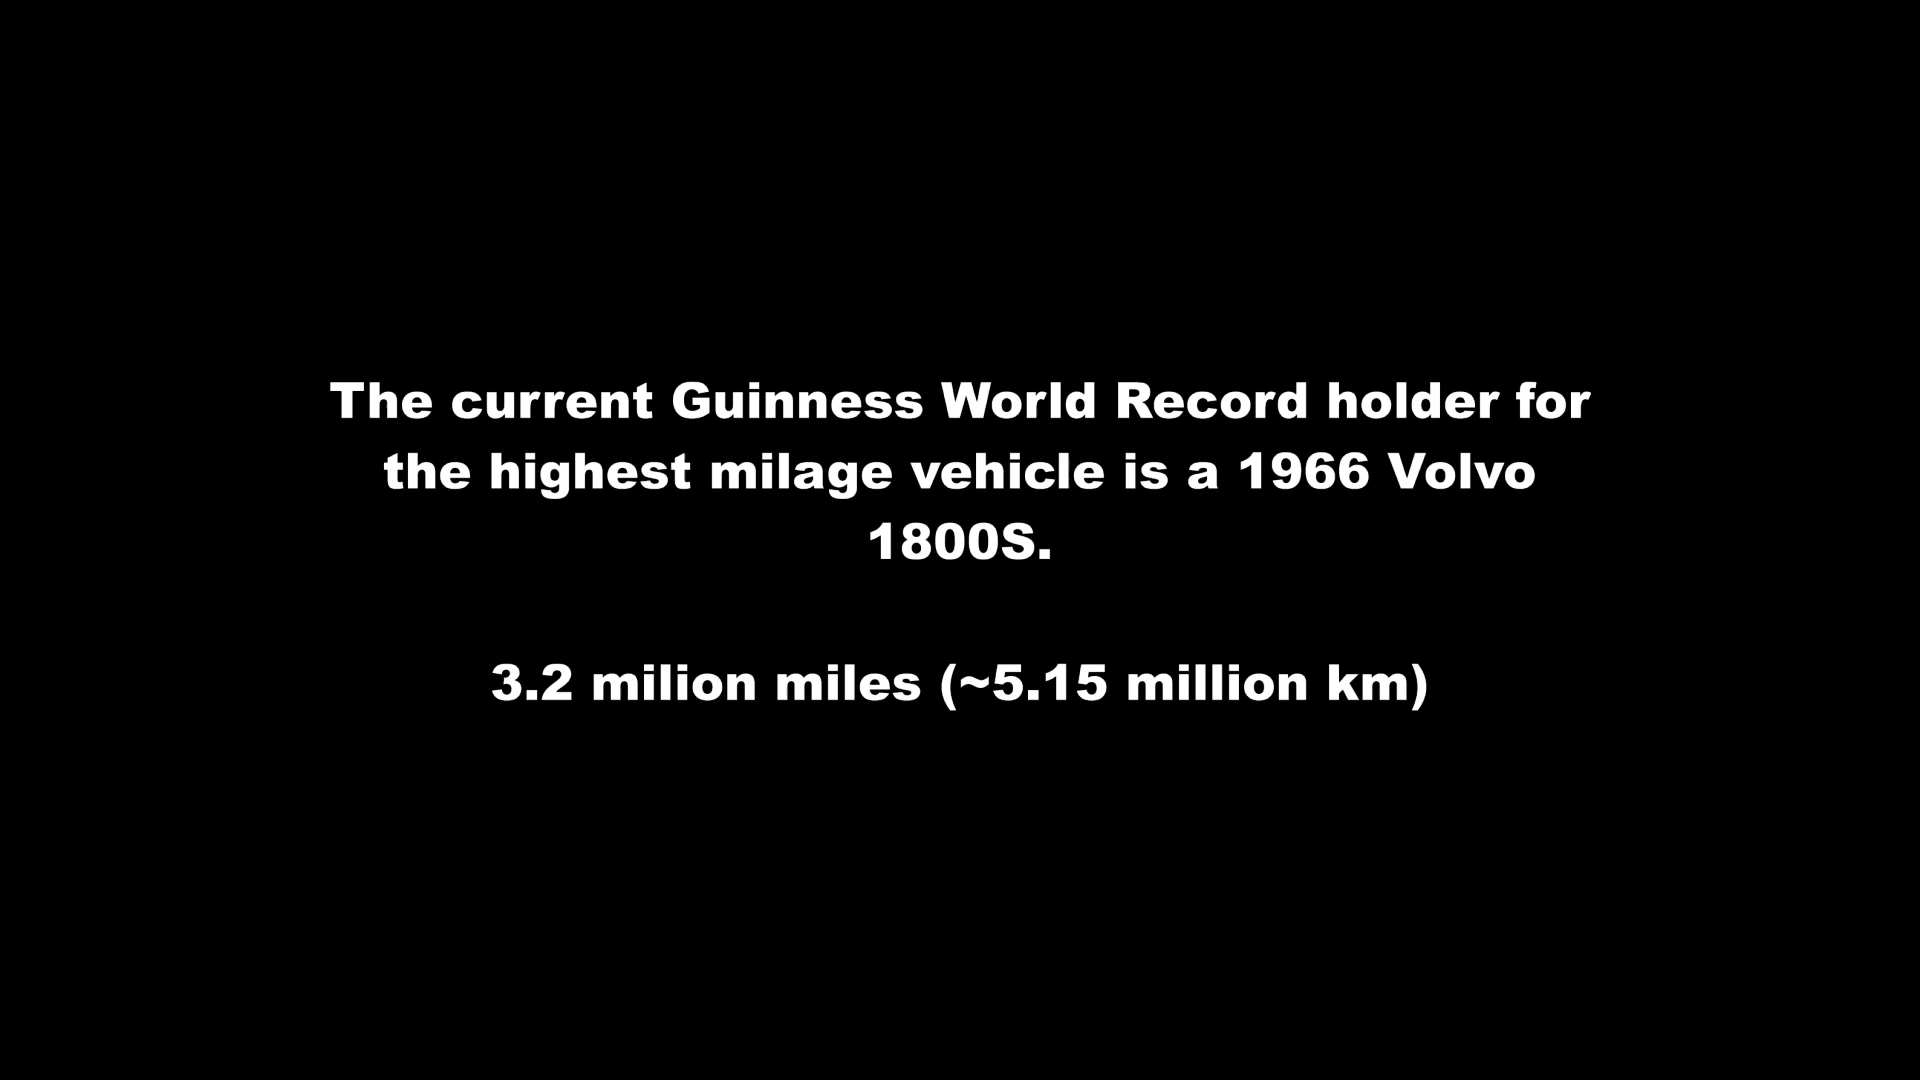 The current Guinness World Record holder for
the highest milage vehicle is a 1966 Volvo
1800S.
3.2 milion miles (~5.15 million km)